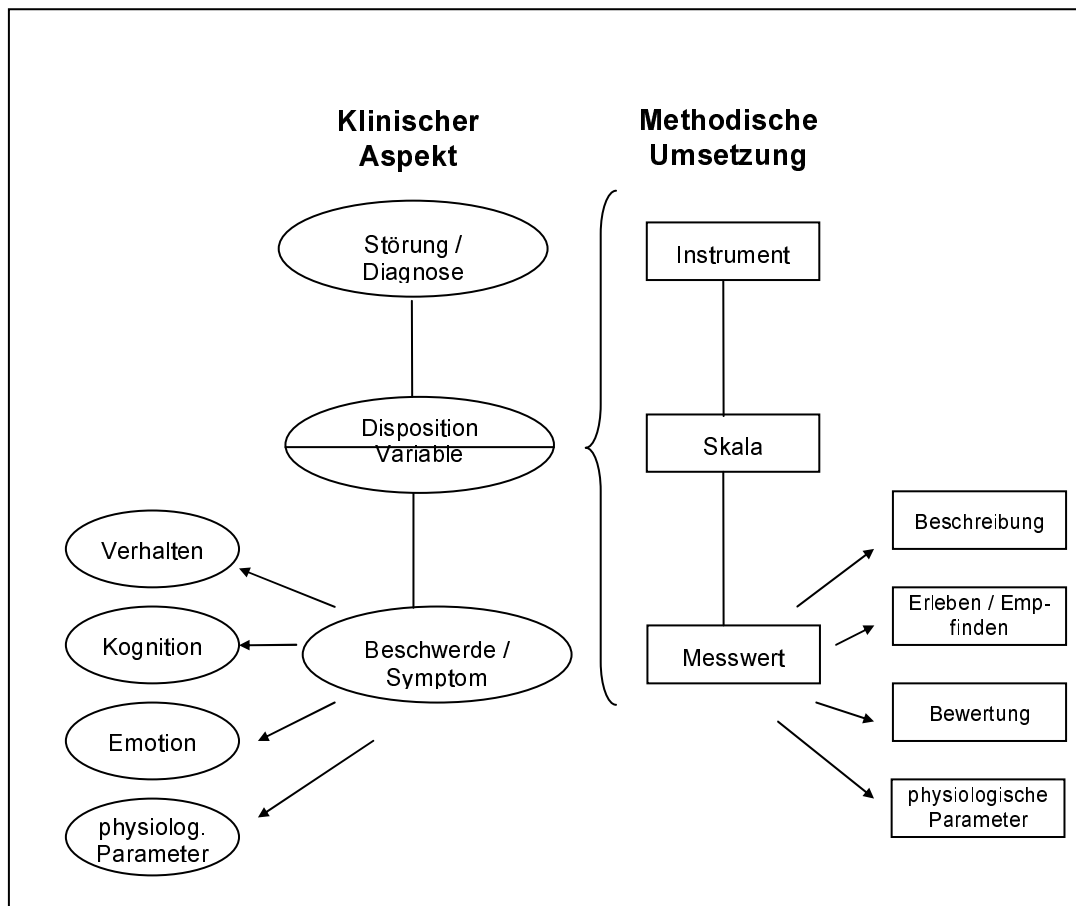 Klinischer
Aspekt
Methodische
Umsetzung
Störung /
Diagnose
Instrument
Disposition
Variable
Skala
Verhalten
Kognition
Emotion
physiolog.
Parameter
Beschwerde /
Symptom
Messwert
Beschreibung
Erleben / Emp-
finden
Bewertung
physiologische
Parameter